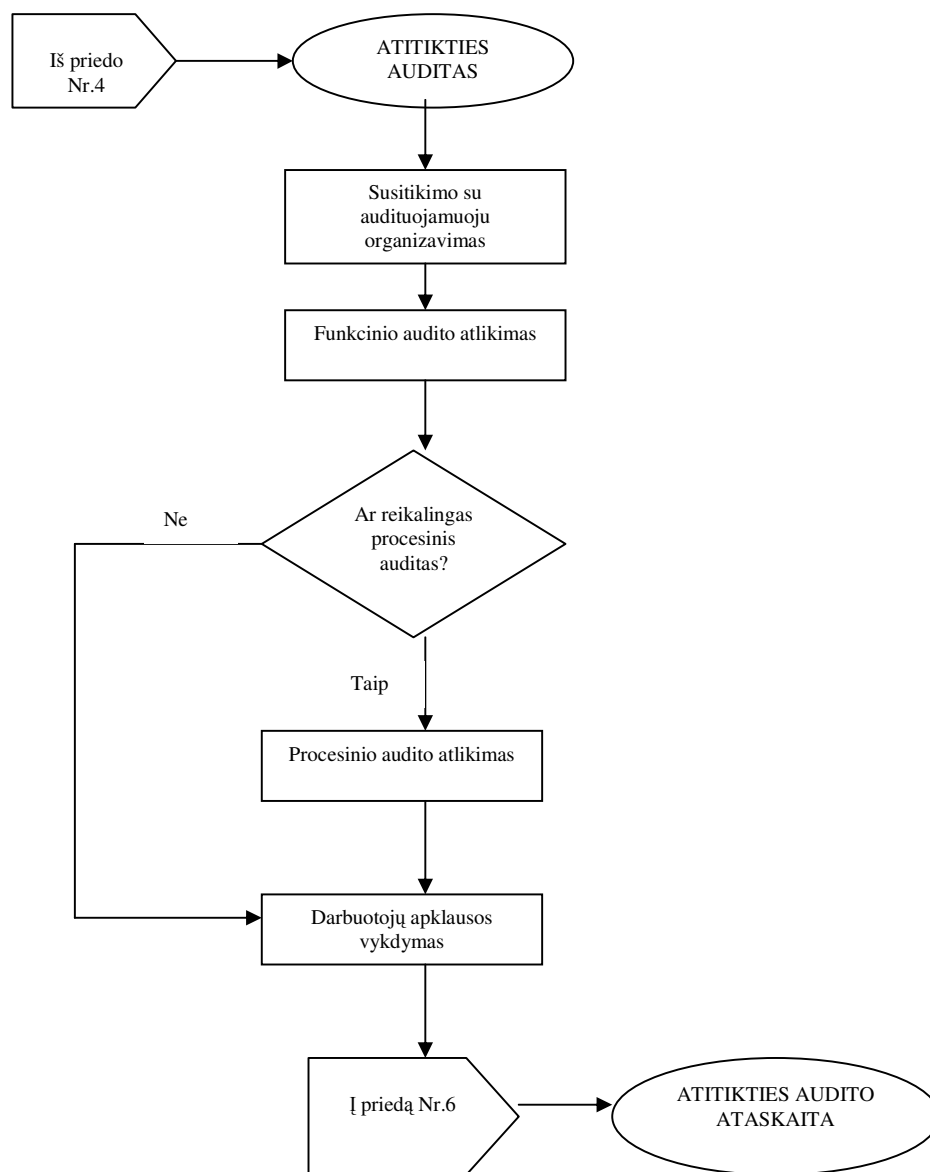 Iš priedo
Nr.4
ATITIKTIES
AUDITAS
Susitikimo su
audituojamuoju
organizavimas
Funkcinio audito atlikimas
Ar reikalingas
procesinis
auditas?
Ne
Taip
Procesinio audito atlikimas
Darbuotojų apklausos
vykdymas
Į priedą Nr.6
ATITIKTIES AUDITO
ATASKAITA